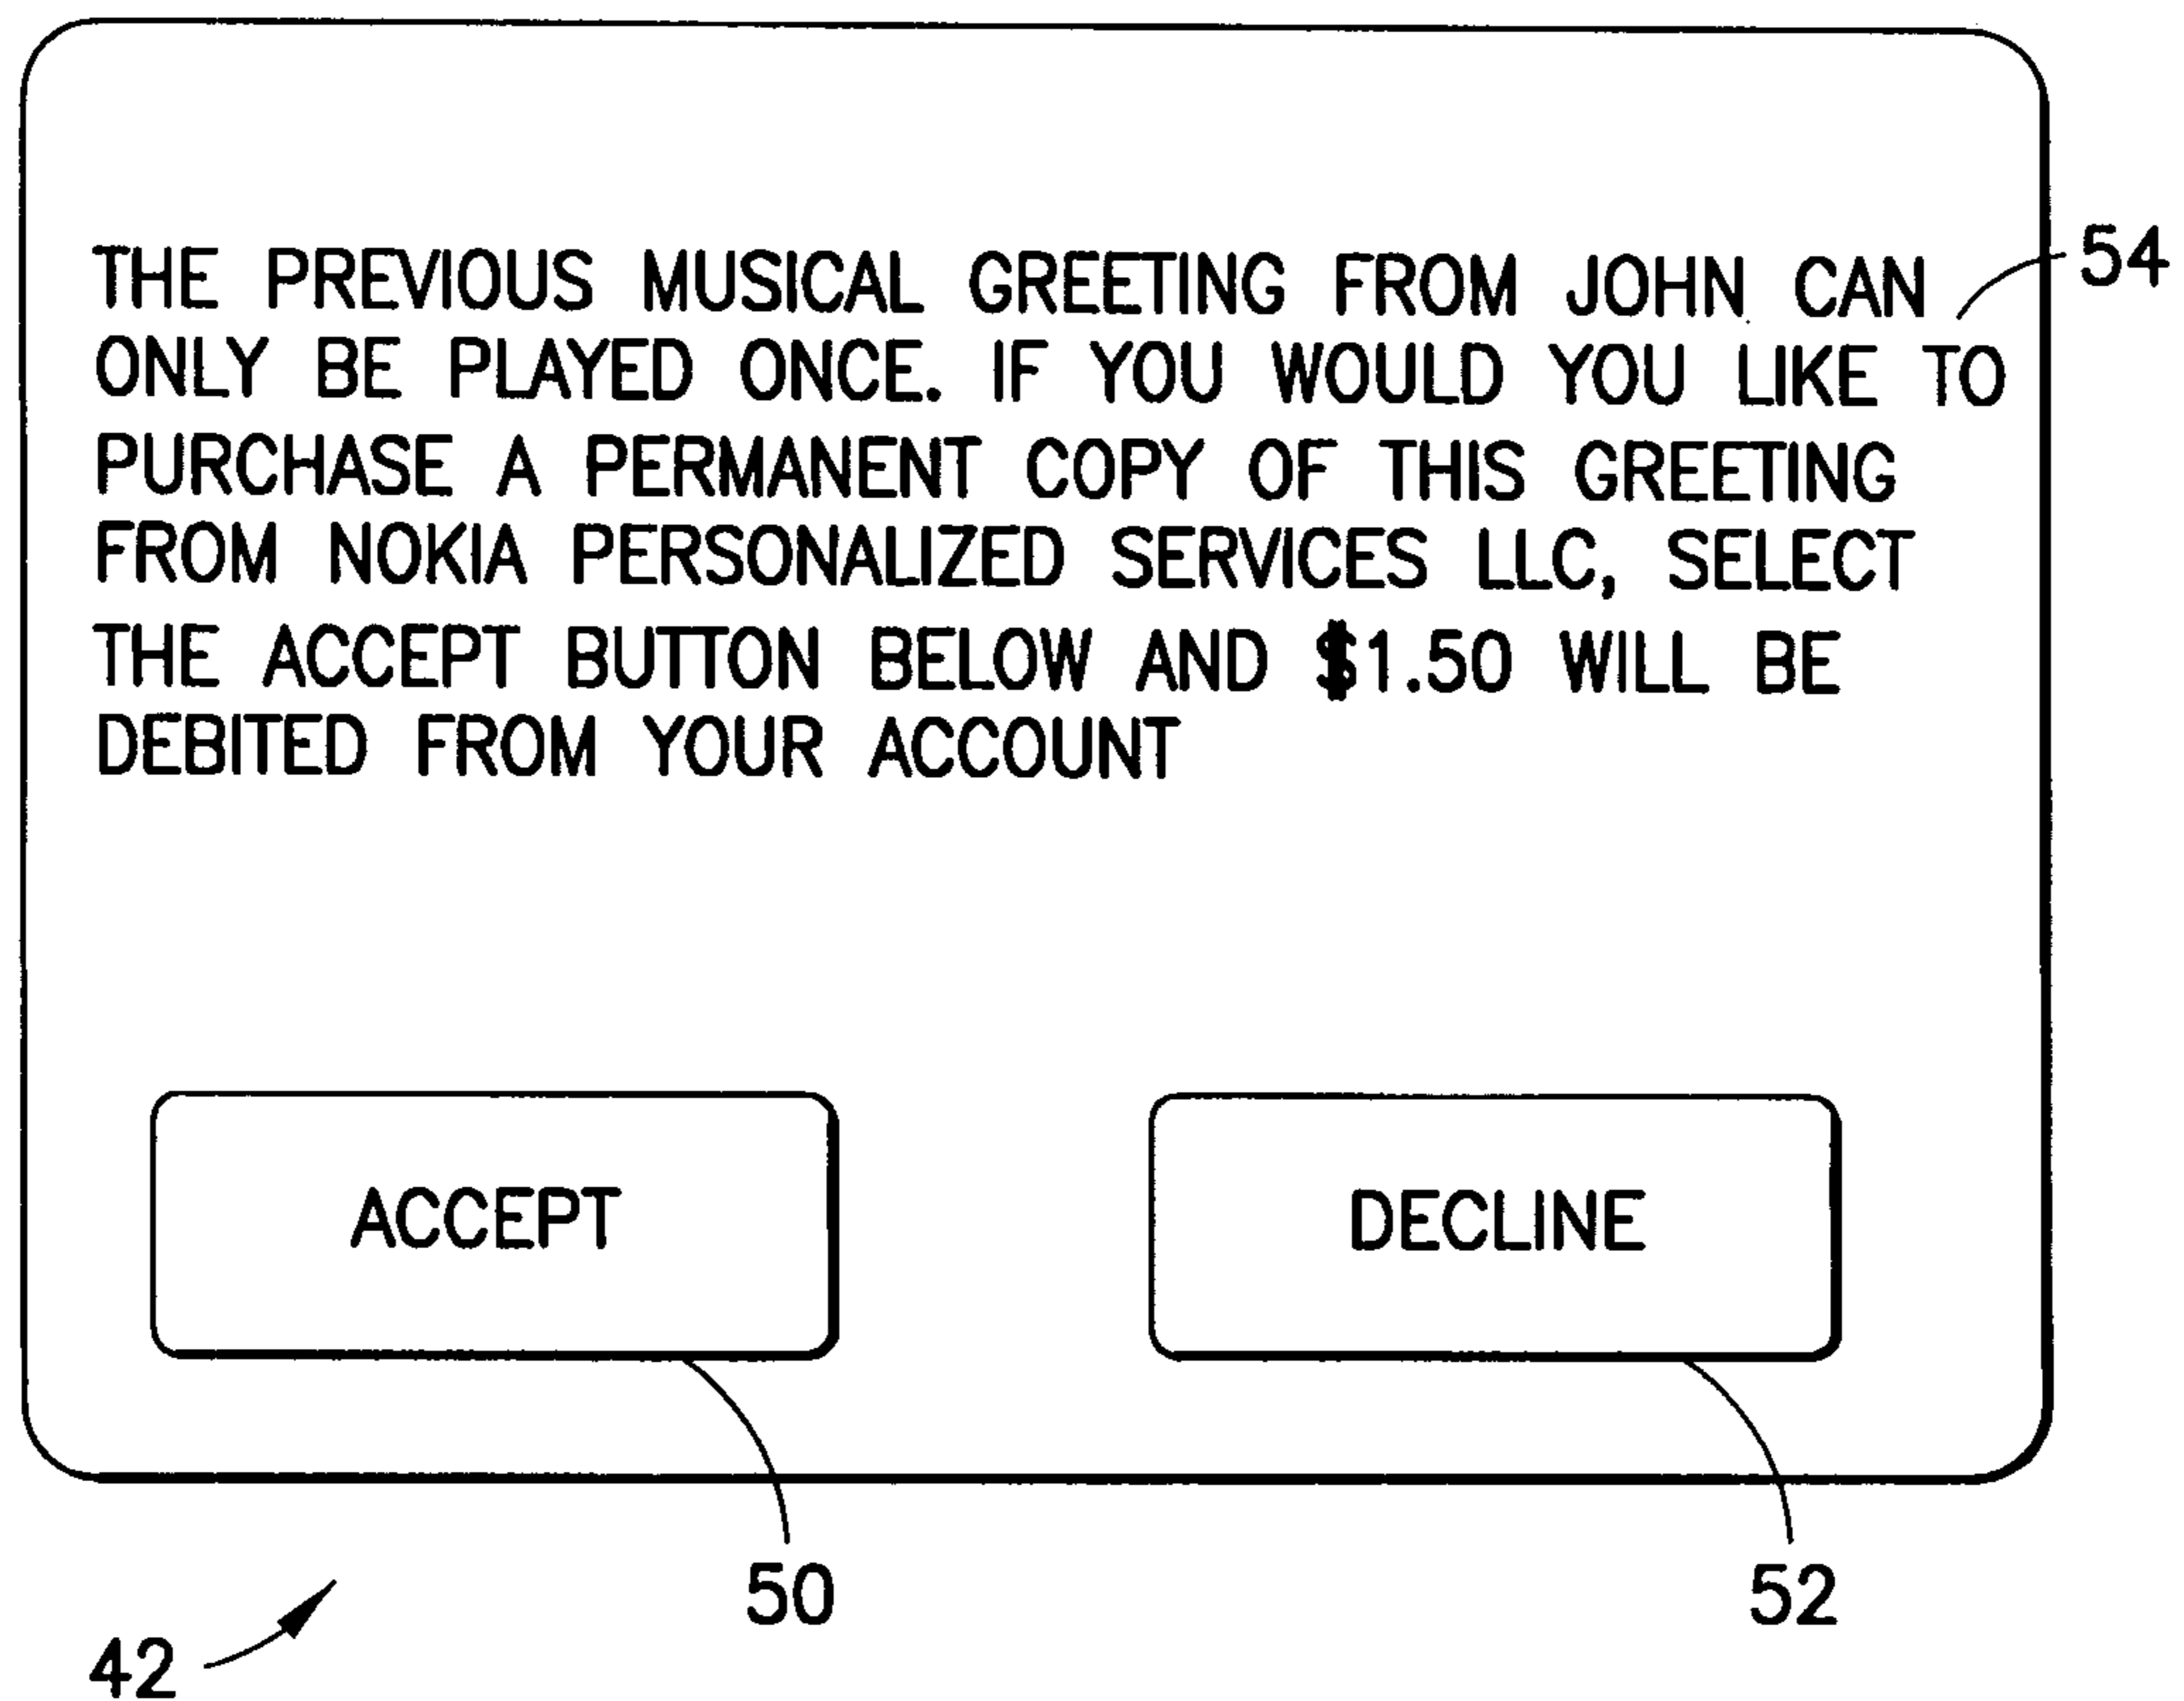 THE PREVIOUS MUSICAL GREETING FROM JOHN CAN
54
ONLY BE PLAYED ONCE. IF YOU WOULD YOU LIKE TO
PURCHASE A PERMANENT COPY OF THIS GREETING
FROM NOKIA PERSONALIZED SERVICES LLC, SELECT
THE ACCEPT BUTTON BELOW AND $1.50 WILL BE
DEBITED FROM YOUR ACCOUNT
ACCEPT
DECLINE
50
52
42